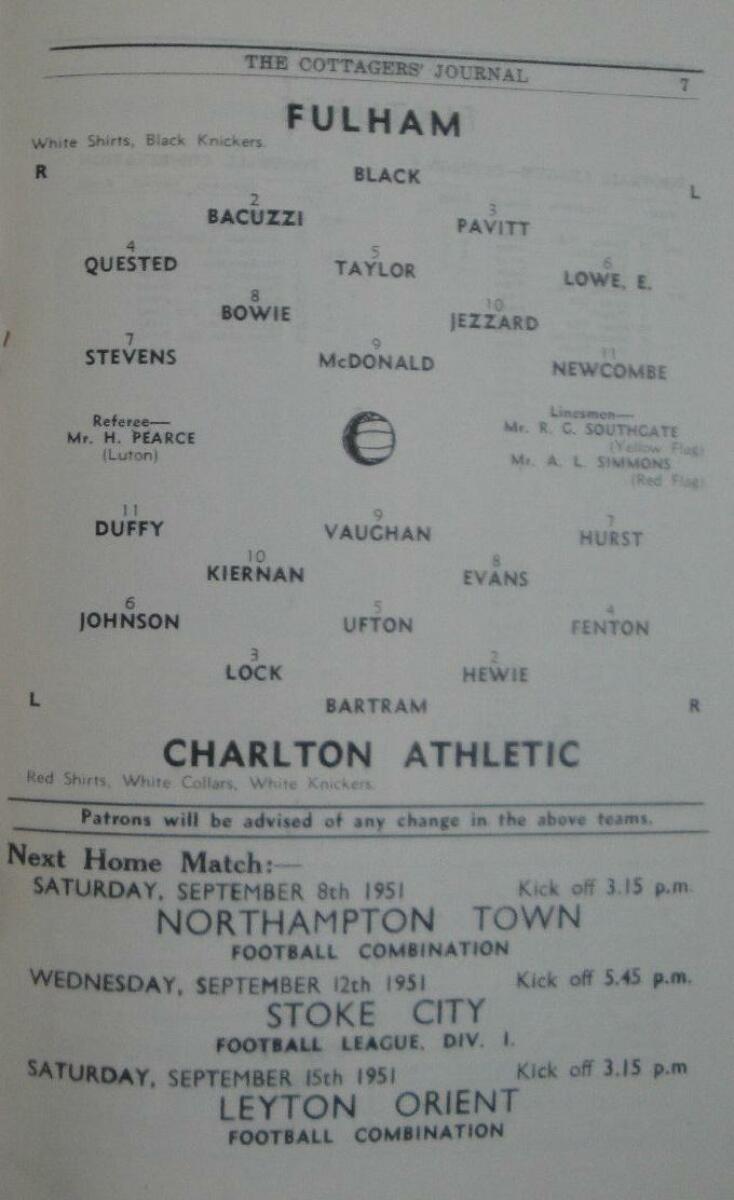 THE COTTAGERS' JOURNAL 7
FULHAM
White Shirts, Black Knickers.
R BLACK L
2 3
BACUZZI PAVITT
4 5 6
QUESTED TAYLOR LOWE, E.
8 10
BOWIE JEZZARD
7 9 11
STEVENS McDONALD NEWCOMBE
Referee— Linesmen—
Mr. H. PEARCE Mr. R. G. SOUTHGATE
(Luton) (Yellow Flag)
Mr. A. L. SIMMONS
(Red Flag)
11 9 7
DUFFY VAUGHAN HURST
10 8
KIERNAN EVANS
6 5 4
JOHNSON UFTON FENTON
3 2
LOCK HEWIE
L BARTRAM R
CHARLTON ATHLETIC
Red Shirts, White Collars, White Knickers.
Patrons will be advised of any change in the above teams.
Next Home Match:—
SATURDAY, SEPTEMBER 8th 1951 Kick off 3.15 p.m.
NORTHAMPTON TOWN
FOOTBALL COMBINATION
WEDNESDAY, SEPTEMBER 12th 1951 Kick off 5.45 p.m.
STOKE CITY
FOOTBALL LEAGUE, DIV. I.
SATURDAY, SEPTEMBER 15th 1951 Kick off 3.15 p.m
LEYTON ORIENT
FOOTBALL COMBINATION